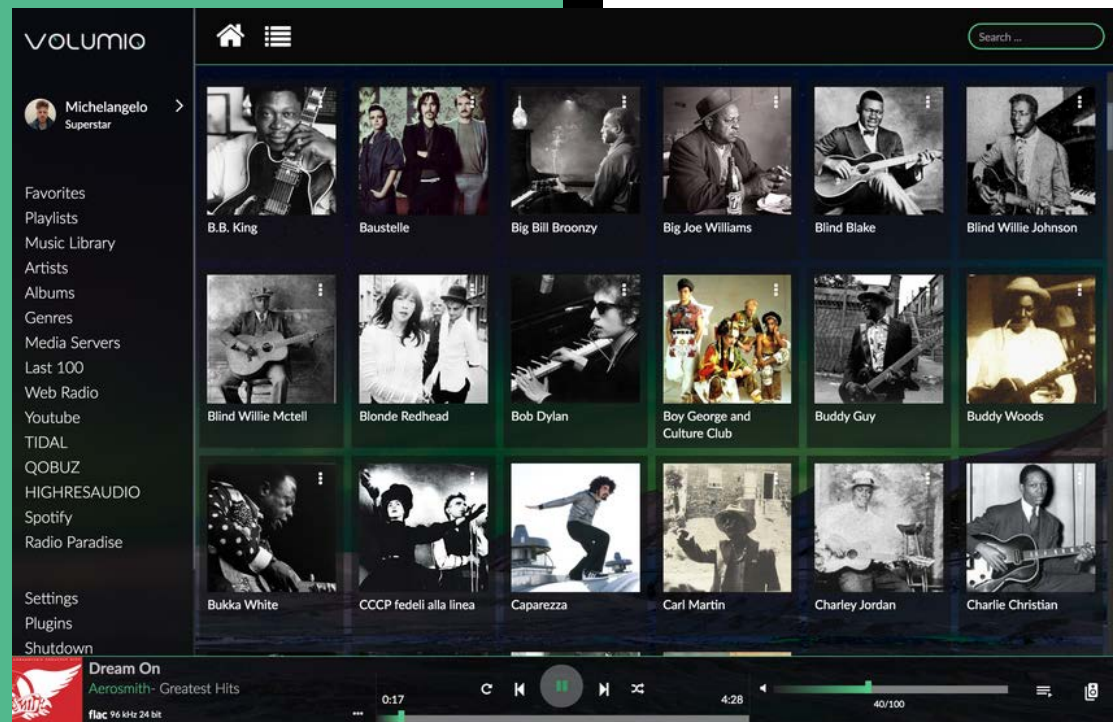 VOLUMIO
Search ...
Michelangelo
Superstar
Favorites
Playlists
Music Library
Artists
Albums
Genres
Media Servers
Last 100
Web Radio
Youtube
TIDAL
QOBUZ
HIGHRESAUDIO
Spotify
Radio Paradise
Settings
Plugins
Shutdown
B.B. King
Baustelle
Big Bill Broonzy
Big Joe Williams
Blind Blake
Blind Willie Johnson
Blind Willie Mctell
Blonde Redhead
Bob Dylan
Boy George and
Culture Club
Buddy Guy
Buddy Woods
Bukka White
CCCP fedeli alla linea
Caparezza
Carl Martin
Charley Jordan
Charlie Christian
Dream On
Aerosmith- Greatest Hits
flac 96 kHz 24 bit
0:17
4:28
40/100